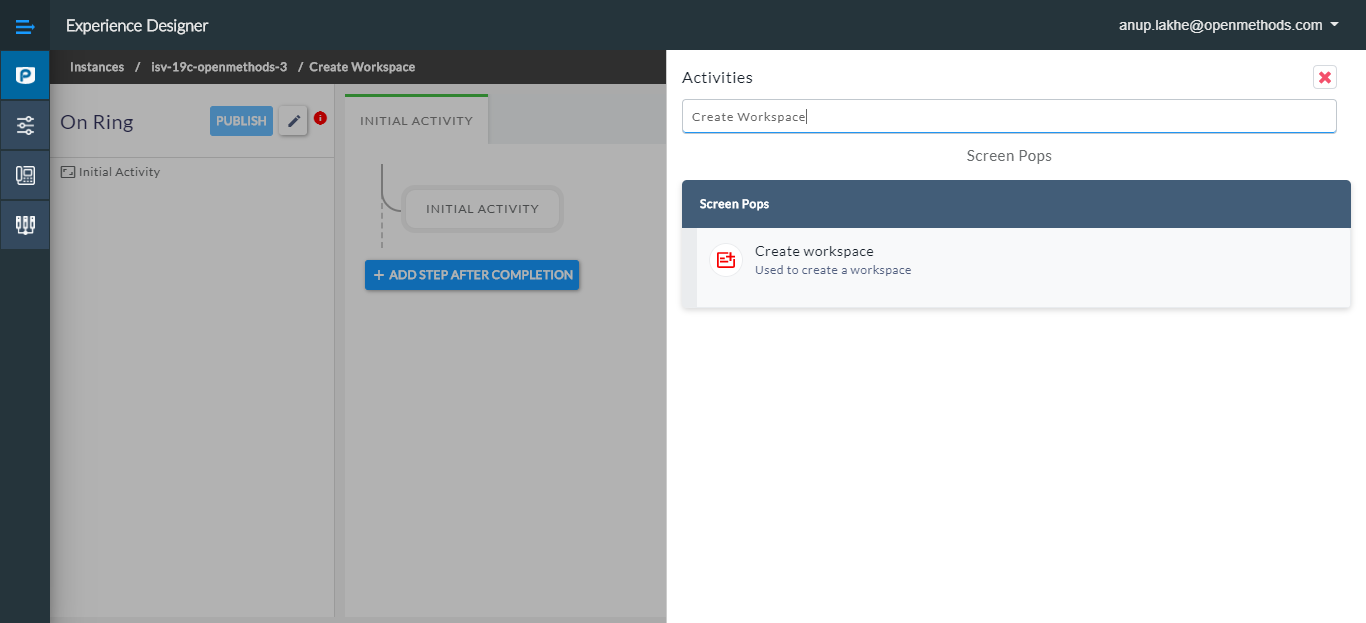 Experience Designer
anup.lakhe@openmethods.com
Instances / isv-19c-openmethods-3 / Create Workspace
On Ring
PUBLISH
i
Initial Activity
INITIAL ACTIVITY
INITIAL ACTIVITY
+ ADD STEP AFTER COMPLETION
Activities
Create Workspace
Screen Pops
Screen Pops
Create workspace
Used to create a workspace